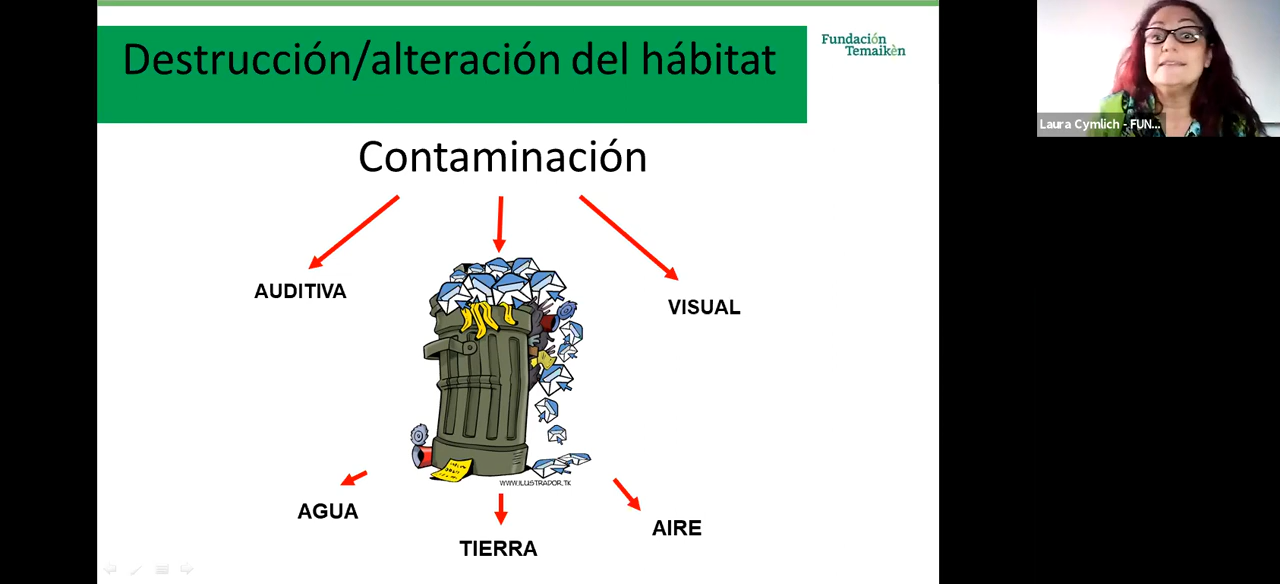 Destrucción/alteración del hábitat
Fundación
Temaikèn
Laura Cymlich - FUN...
Contaminación
AUDITIVA
VISUAL
WWW.ILUSTRADOR.TK
AGUA
AIRE
TIERRA